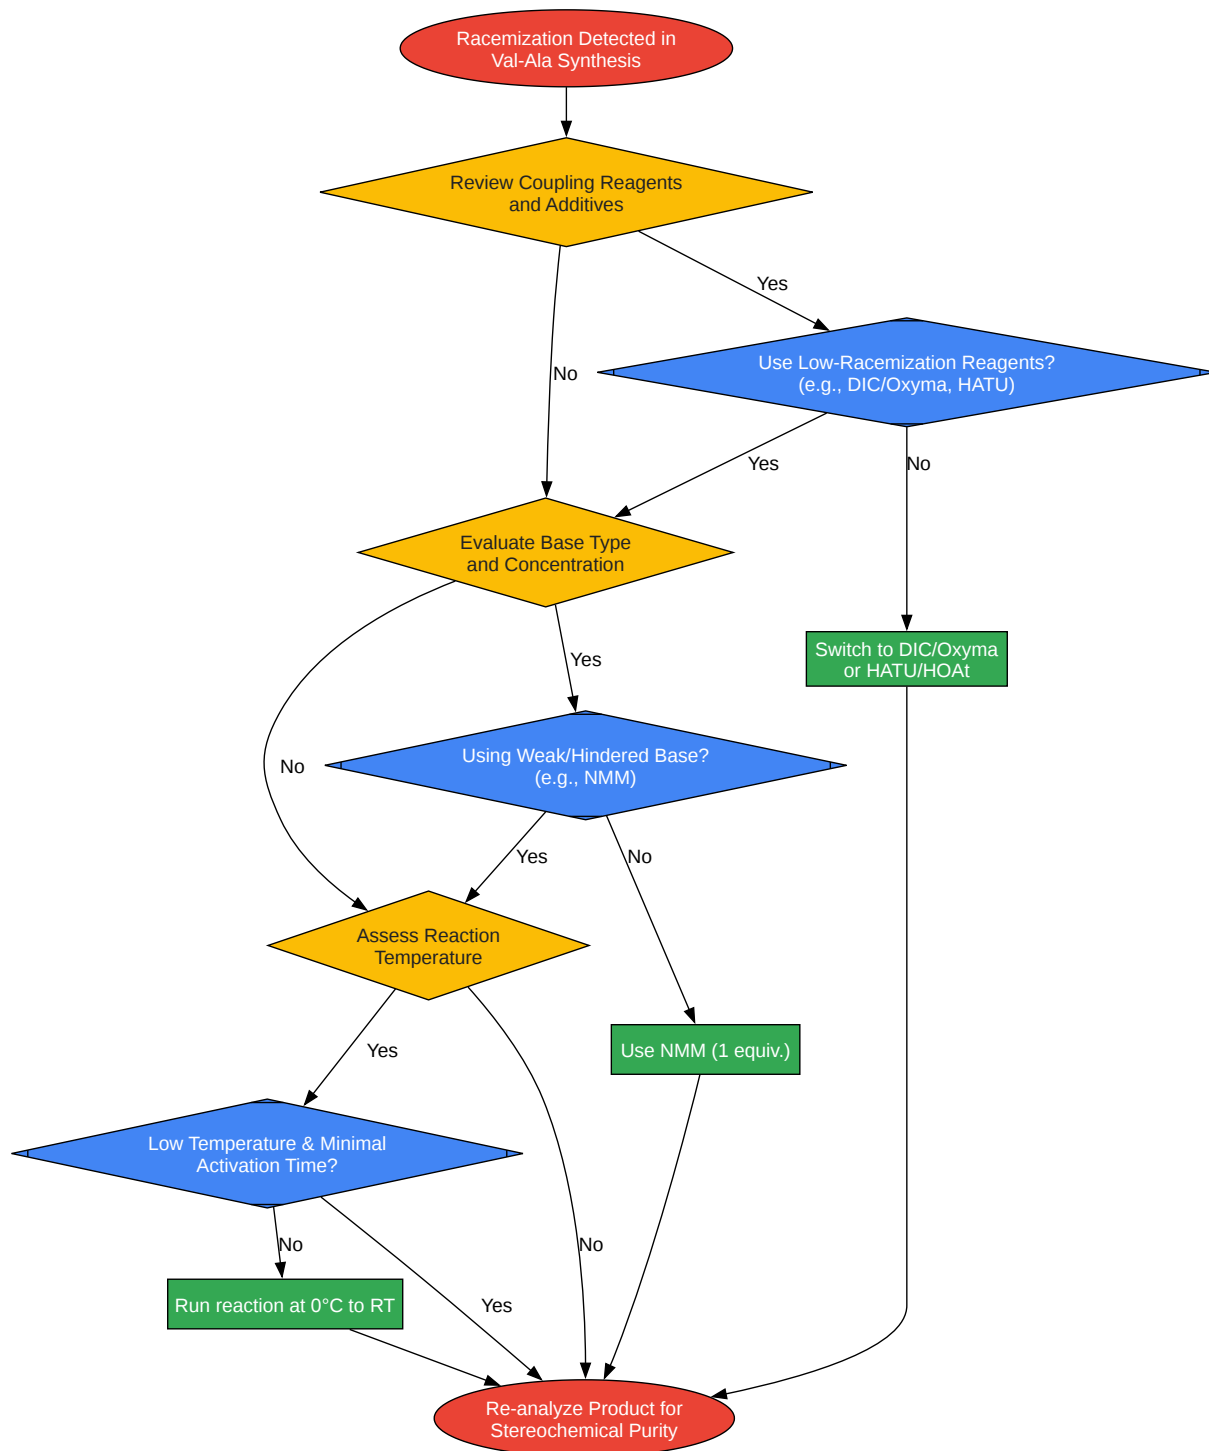 Racemization Detected in
Val-Ala Synthesis
Review Coupling Reagents
and Additives
Yes
Use Low-Racemization Reagents?
(e.g., DIC/Oxyma, HATU)
No
Yes
No
Evaluate Base Type
and Concentration
Switch to DIC/Oxyma
or HATU/HOAt
Yes
Using Weak/Hindered Base?
(e.g., NMM)
No
Yes
No
Assess Reaction
Temperature
Use NMM (1 equiv.)
Yes
Low Temperature & Minimal
Activation Time?
No
No
Run reaction at 0°C to RT
Yes
Re-analyze Product for
Stereochemical Purity